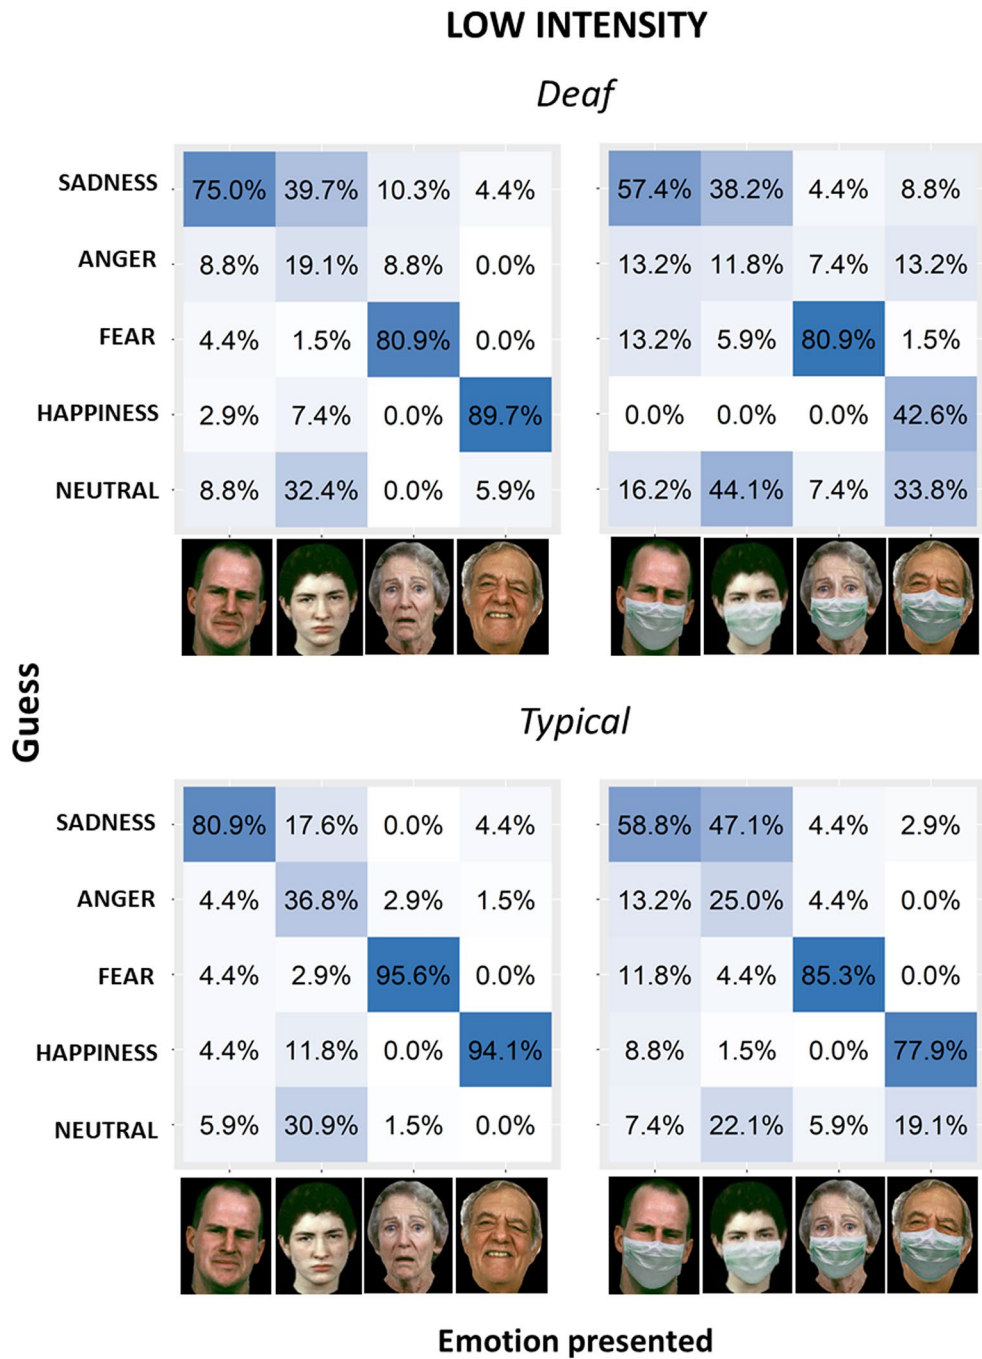 LOW INTENSITY
Deaf
SADNESS 75.0% 39.7% 10.3% 4.4% 57.4% 38.2% 4.4% 8.8%
ANGER 8.8% 19.1% 8.8% 0.0% 13.2% 11.8% 7.4% 13.2%
FEAR 4.4% 1.5% 80.9% 0.0% 13.2% 5.9% 80.9% 1.5%
HAPPINESS 2.9% 7.4% 0.0% 89.7% 0.0% 0.0% 0.0% 42.6%
NEUTRAL 8.8% 32.4% 0.0% 5.9% 16.2% 44.1% 7.4% 33.8%
Guess
Typical
SADNESS 80.9% 17.6% 0.0% 4.4% 58.8% 47.1% 4.4% 2.9%
ANGER 4.4% 36.8% 2.9% 1.5% 13.2% 25.0% 4.4% 0.0%
FEAR 4.4% 2.9% 95.6% 0.0% 11.8% 4.4% 85.3% 0.0%
HAPPINESS 4.4% 11.8% 0.0% 94.1% 8.8% 1.5% 0.0% 77.9%
NEUTRAL 5.9% 30.9% 1.5% 0.0% 7.4% 22.1% 5.9% 19.1%
Emotion presented